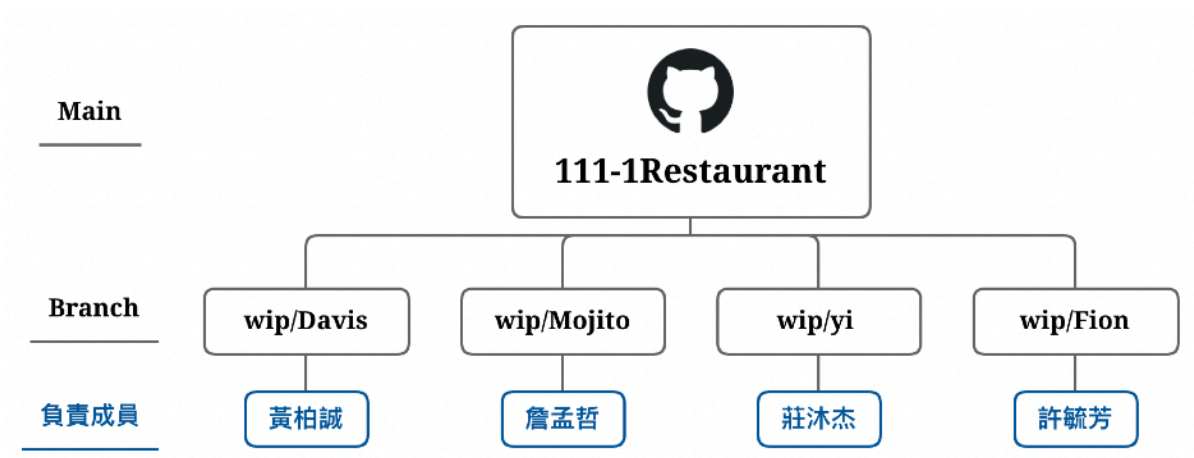 Main
111-1Restaurant
Branch
wip/Davis
wip/Mojito
wip/yi
wip/Fion
負責成員
黃柏誠
詹孟哲
莊沐杰
許毓芳